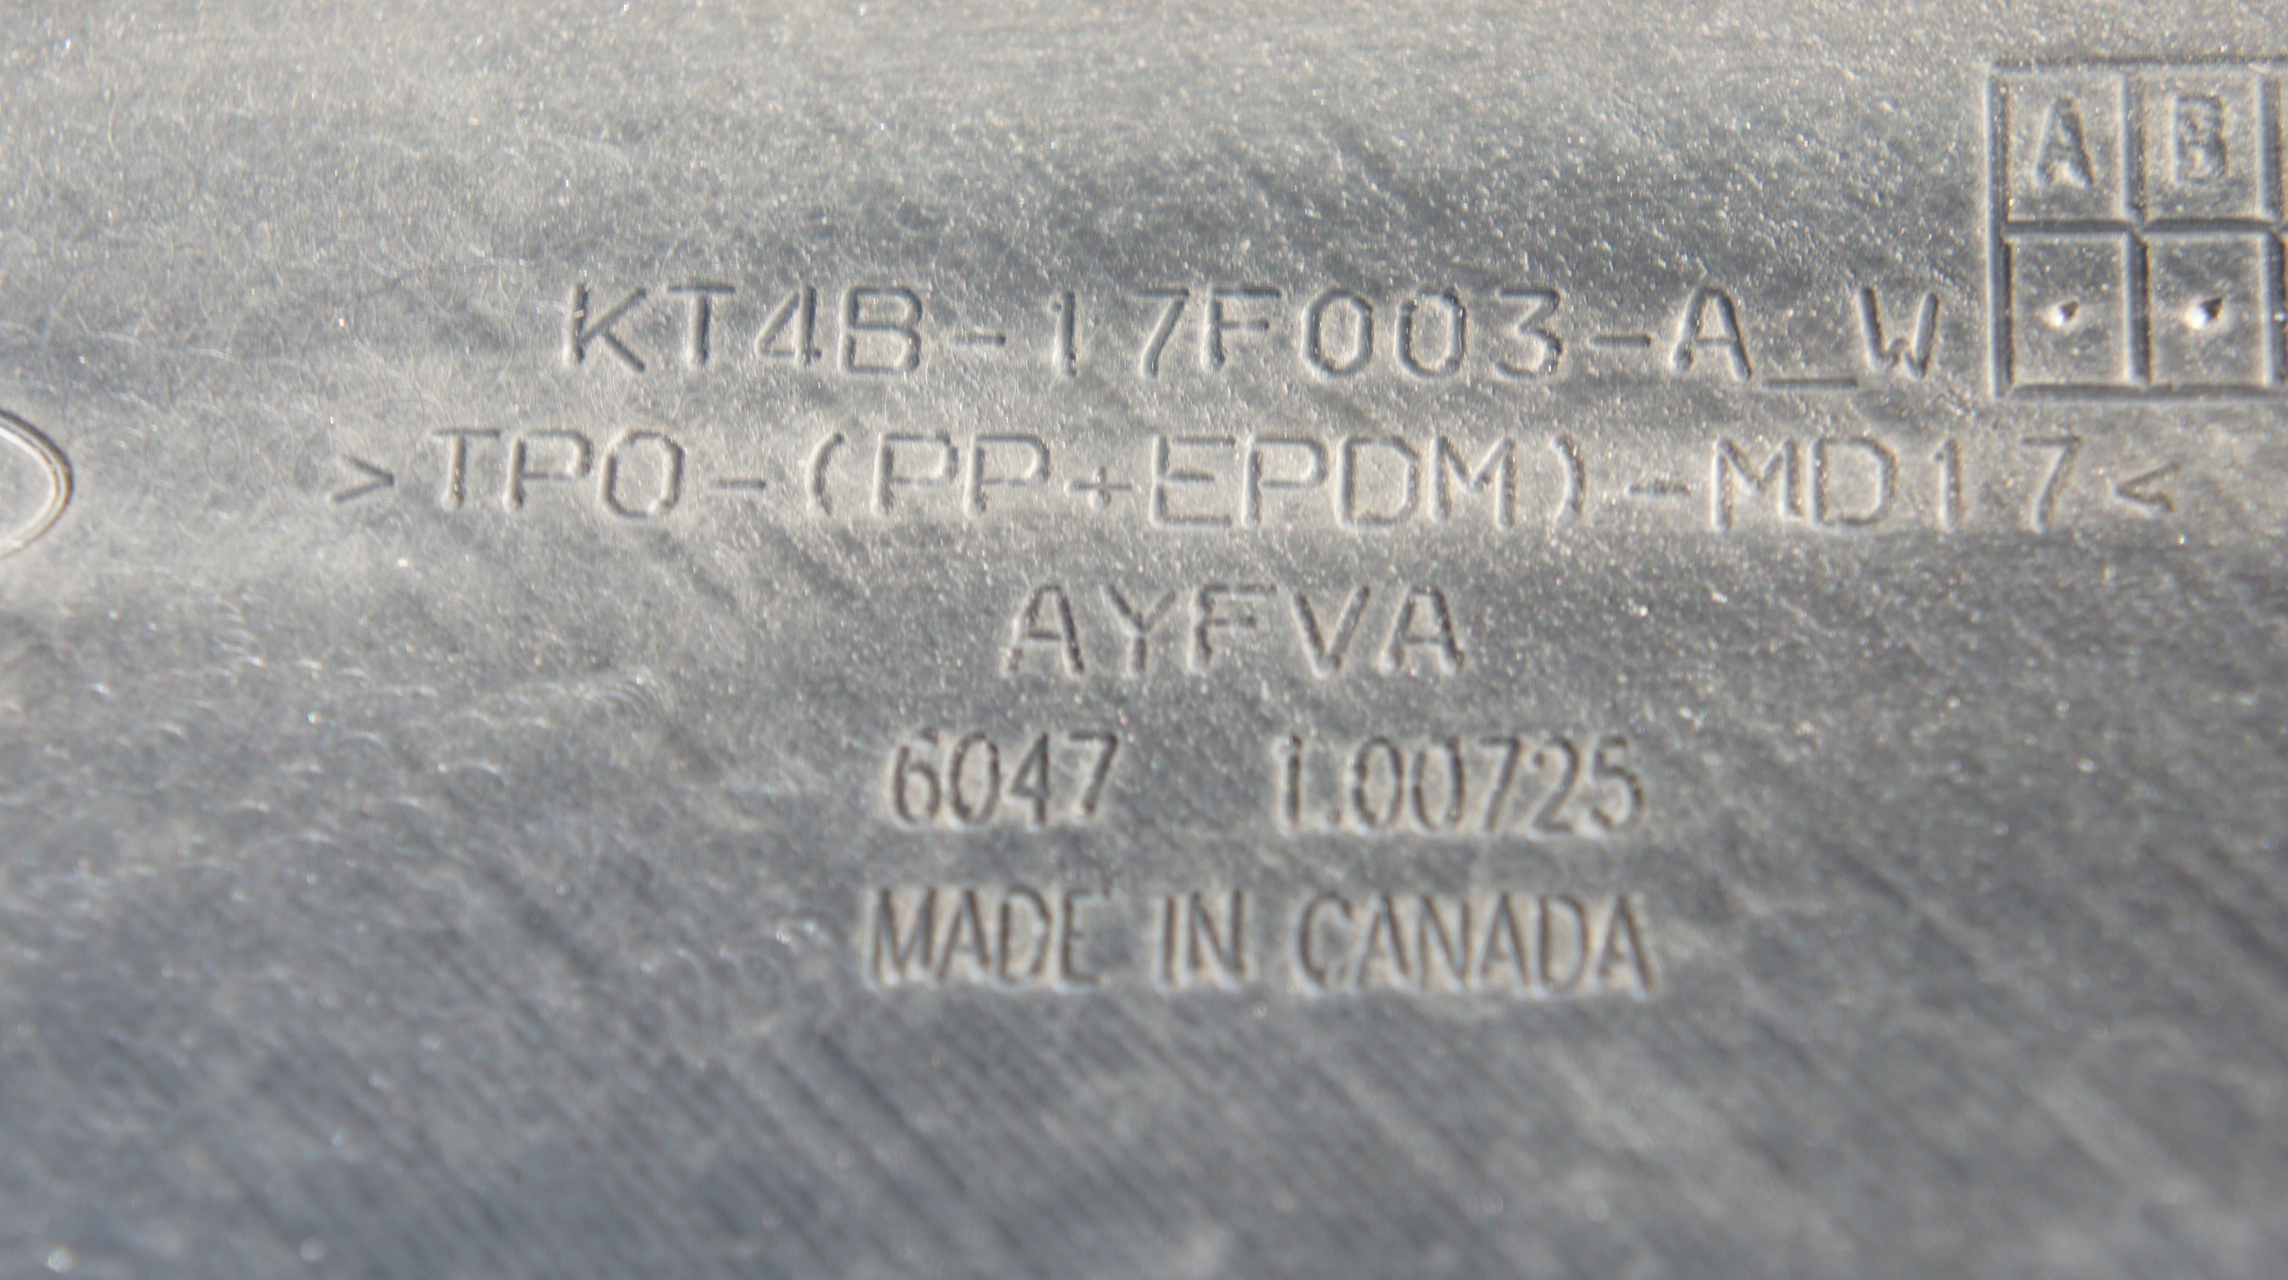 A B
KT4B-17F003-A_W
>TPO-(PP+EPDM)-MD17<
AYFVA
6047 1.00725
MADE IN CANADA